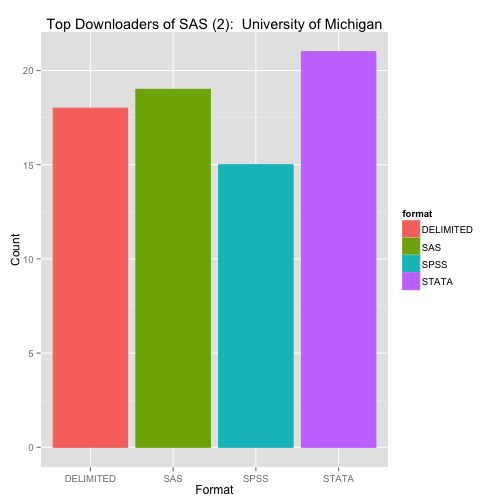 Top Downloaders of SAS (2):  University of Michigan
Count
20
15
10
5
0
DELIMITED SAS SPSS STATA
Format
format
DELIMITED
SAS
SPSS
STATA